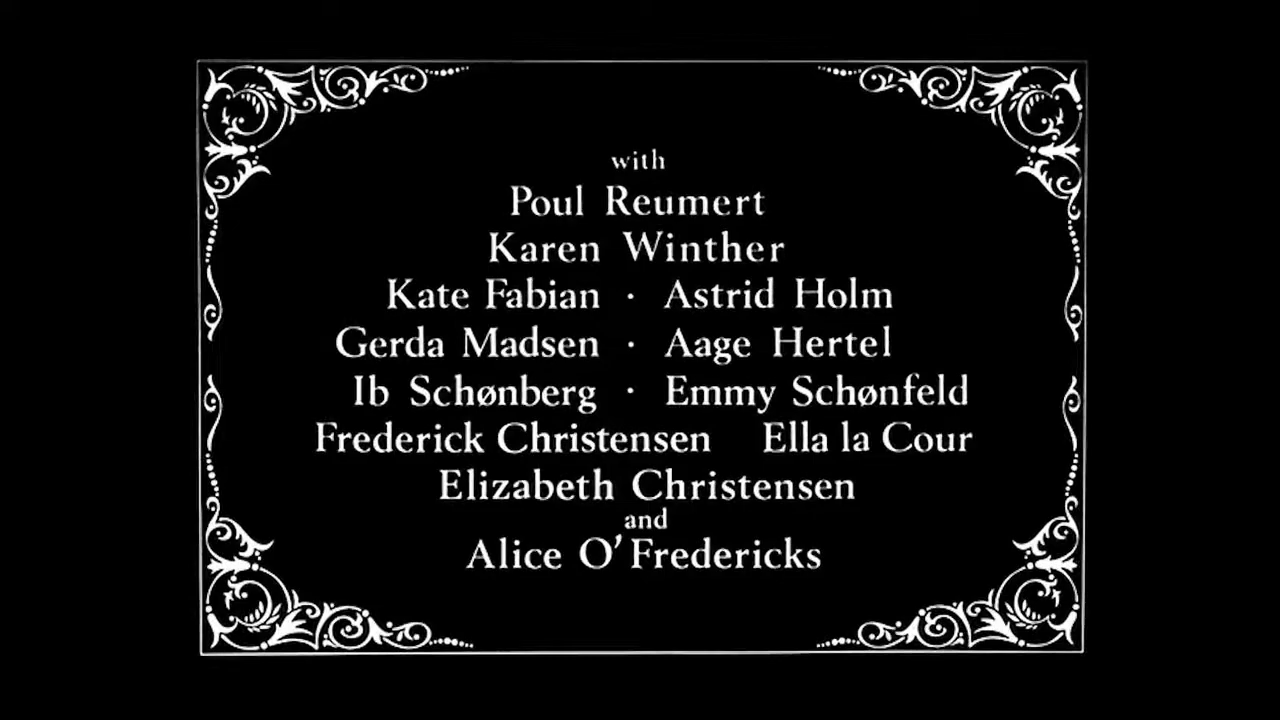 with
Poul Reumert
Karen Winther
Kate Fabian · Astrid Holm
Gerda Madsen · Aage Hertel
Ib Schønberg · Emmy Schønfeld
Frederick Christensen Ella la Cour
Elizabeth Christensen
and
Alice O'Fredericks